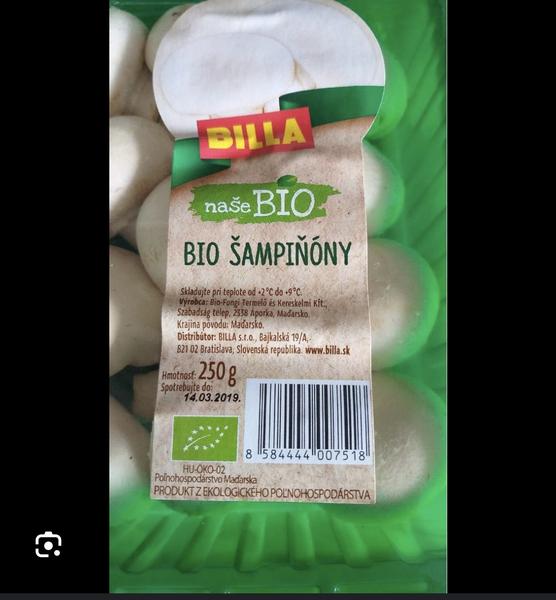 BILLA
naše BIO
BIO ŠAMPIŇÓNY
Skladujte pri teplote od +2°C do +9°C.
Výrobca: Bio-Fungi Termelő és Kereskelmi Kft.,
Szabadság telep, 2338 Áporka, Maďarsko.
Krajina pôvodu: Maďarsko.
Distribútor: BILLA s.r.o., Bajkalská 19/A,
821 02 Bratislava, Slovenská republika. www.billa.sk
Hmotnosť: 250 g
Spotrebujte do:
14.03.2019.
8 584444 007518
HU-ÖKO-02
Poľnohospodárstvo Maďarska
PRODUKT Z EKOLOGICKÉHO POĽNOHOSPODÁRSTVA